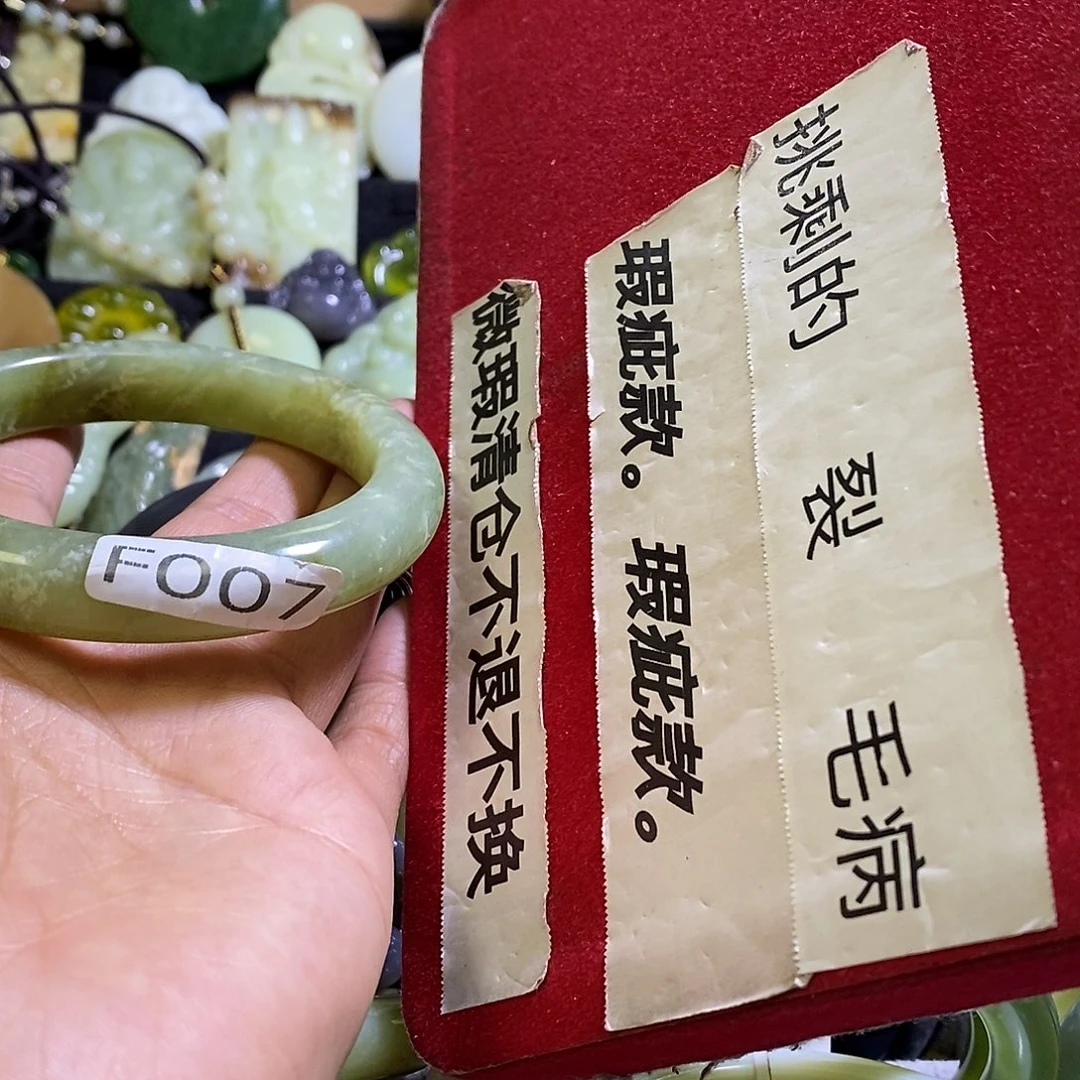 挑剩的 裂 毛病
瑕疵款。瑕疵款。
微瑕清仓不退不换
F007